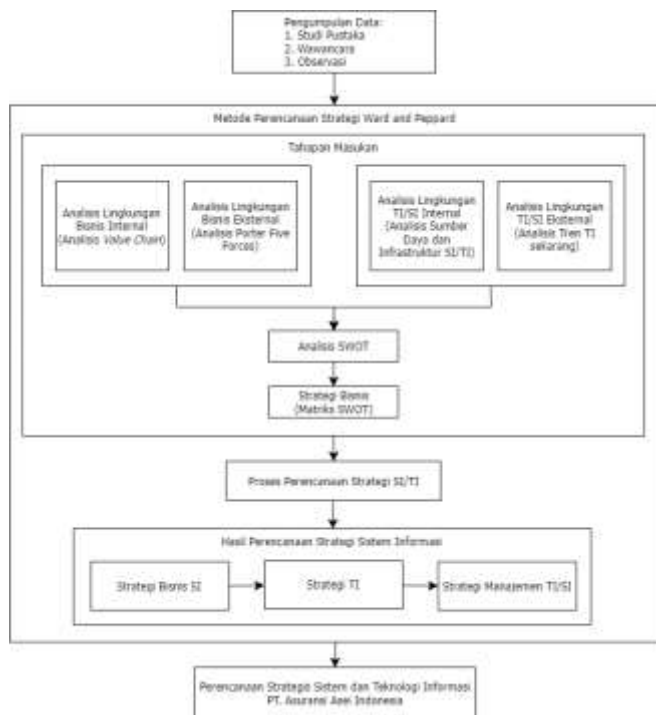 Pengumpulan Data:
1. Studi Pustaka
2. Wawancara
3. Observasi
Metode Perencanaan Strategi Ward and Peppard
Tahapan Masukan
Analisis Lingkungan
Bisnis Internal
(Analisis Value Chain)
Analisis Lingkungan
Bisnis Eksternal
(Analisis Porter Five
Forces)
Analisis Lingkungan
TI/SI Internal
(Analisis Sumber
Daya dan
Infrastruktur SI/TI)
Analisis Lingkungan
TI/SI Eksternal
(Analisis Tren TI
sekarang)
Analisis SWOT
Strategi Bisnis
(Matriks SWOT)
Proses Perencanaan Strategi SI/TI
Hasil Perencanaan Strategi Sistem Informasi
Strategi Bisnis SI
Strategi TI
Strategi Manajemen TI/SI
Perencanaan Strategis Sistem dan Teknologi Informasi
PT. Asuransi Asei Indonesia